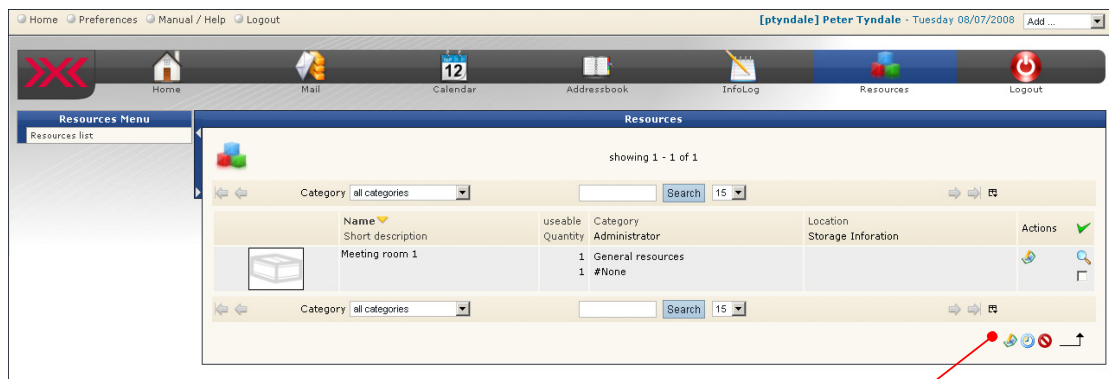 Home Preferences Manual / Help Logout [ptyndale] Peter Tyndale - Tuesday 08/07/2008 Add ...
12
Home Mail Calendar Addressbook InfoLog Resources Logout
Resources Menu Resources
Resources list
showing 1 - 1 of 1
Category all categories Search 15
Name useable Category Location Actions
Short description Quantity Administrator Storage Inforation
Meeting room 1 1 General resources
1 #None
Category all categories Search 15